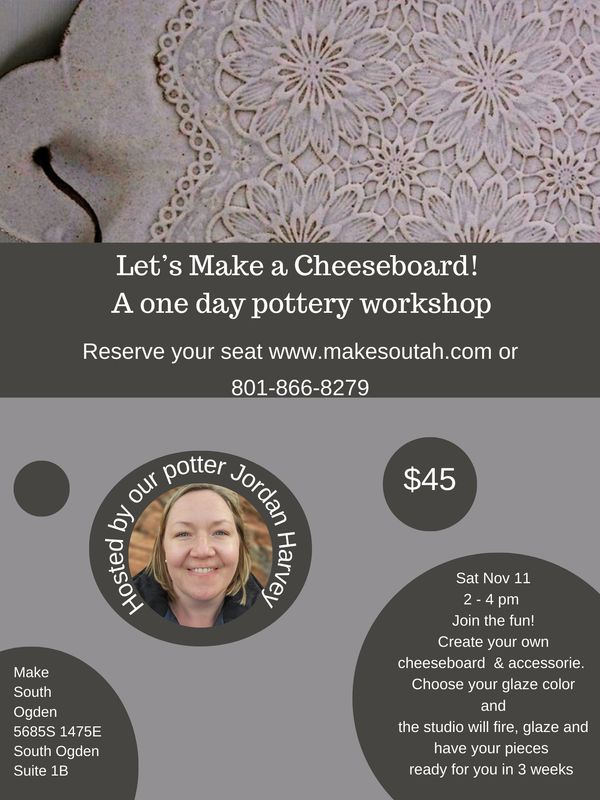 Let’s Make a Cheeseboard!
A one day pottery workshop
Reserve your seat www.makesoutah.com or
801-866-8279
Hosted by our potter Jordan Harvey
$45
Sat Nov 11
2 - 4 pm
Join the fun!
Create your own
cheeseboard & accessorie.
Choose your glaze color
and
the studio will fire, glaze and
have your pieces
ready for you in 3 weeks
Make
South
Ogden
5685S 1475E
South Ogden
Suite 1B